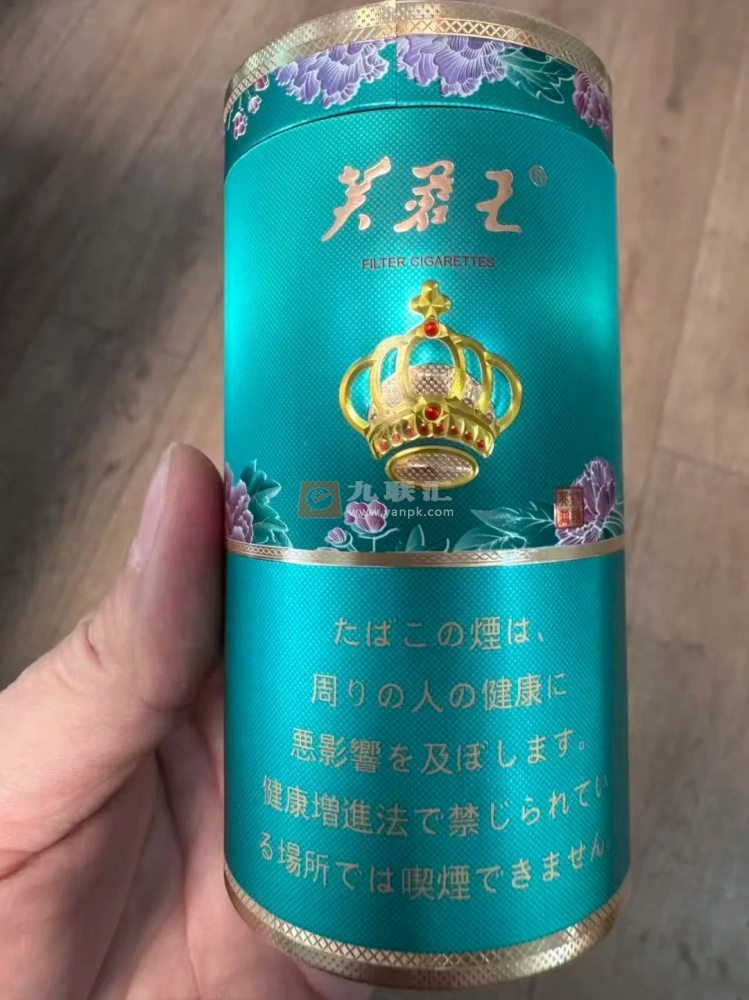 芙蓉王®
FILTER CIGARETTES
九联汇
www.yanpk.com
たばこの煙は、
周りの人の健康に
悪影響を及ぼします。
健康増進法で禁じられてい
る場所では喫煙できません